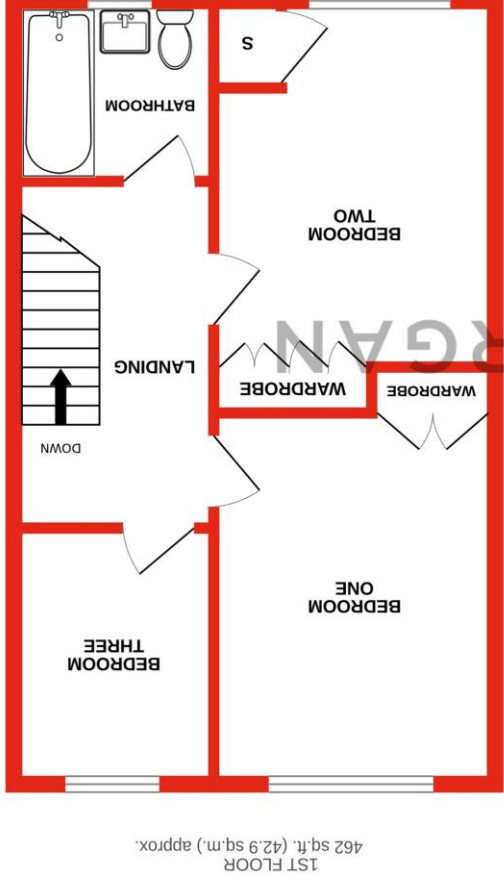 1ST FLOOR
462 sq.ft. (42.9 sq.m.) approx.
BEDROOM
ONE
BEDROOM
THREE
DOWN
WARDROBE
WARDROBE
LANDING
RGAN
BEDROOM
TWO
BATHROOM
S